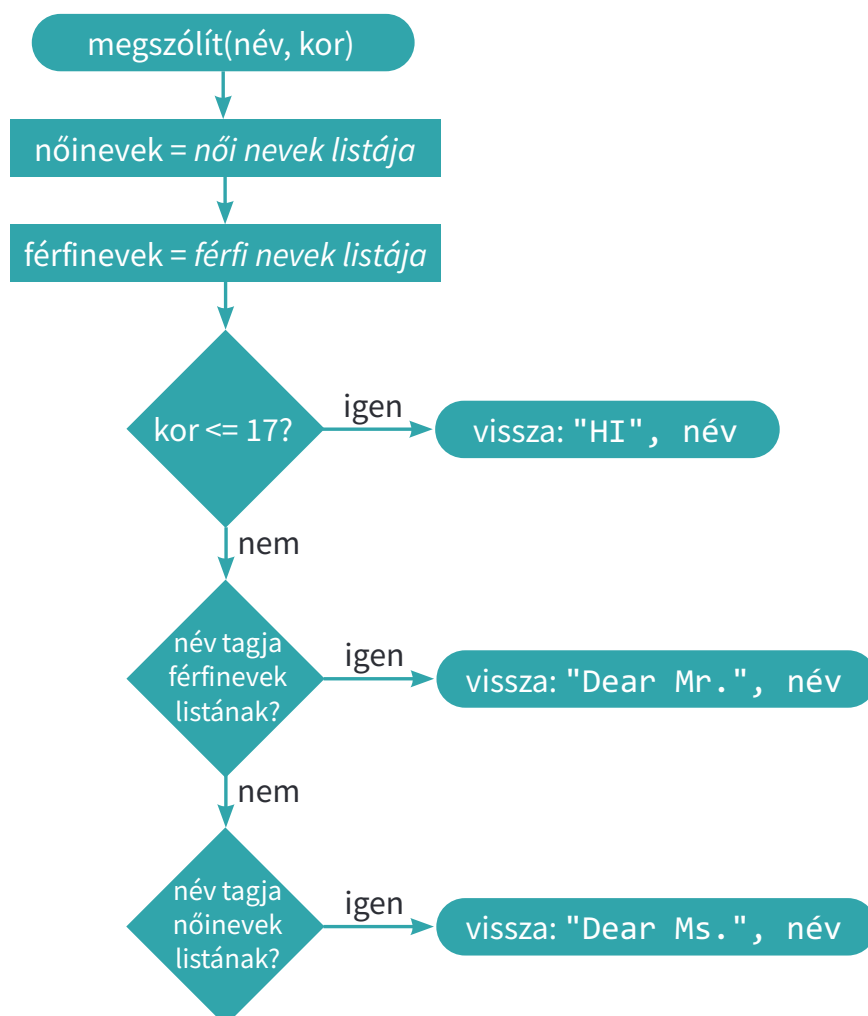 megszólít(név, kor)
nőinevek = női nevek listája
férfinevek = férfi nevek listája
kor <= 17?
igen
vissza: "HI", név
nem
név tagja
férfinevek
listának?
igen
vissza: "Dear Mr.", név
nem
név tagja
nőinevek
listának?
igen
vissza: "Dear Ms.", név